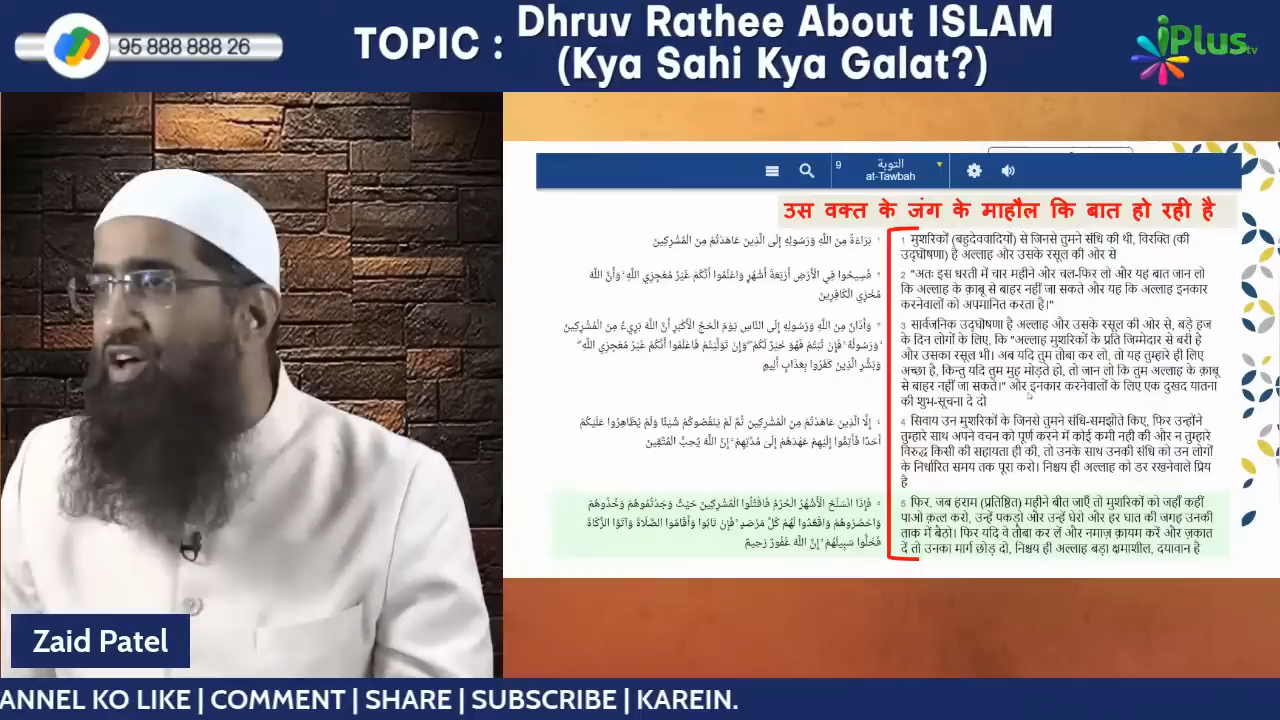 95 888 888 26
TOPIC :
Dhruv Rathee About ISLAM
(Kya Sahi Kya Galat?)
iPlus tv
9
التوبة
at-Tawbah
उस वक्त के जंग के माहौल कि बात हो रही है
١ بَرَاءَةٌ مِنَ اللَّهِ وَرَسُولِهِ إِلَى الَّذِينَ عَاهَدْتُمْ مِنَ الْمُشْرِكِينَ
٢ فَسِيحُوا فِي الْأَرْضِ أَرْبَعَةَ أَشْهُرٍ وَاعْلَمُوا أَنَّكُمْ غَيْرُ مُعْجِزِي اللَّهِ ۙ وَأَنَّ اللَّهَ
مُخْزِي الْكَافِرِينَ
٣ وَأَذَانٌ مِنَ اللَّهِ وَرَسُولِهِ إِلَى النَّاسِ يَوْمَ الْحَجِّ الْأَكْبَرِ أَنَّ اللَّهَ بَرِيءٌ مِنَ الْمُشْرِكِينَ
ۙ وَرَسُولُهُ ۚ فَإِنْ تُبْتُمْ فَهُوَ خَيْرٌ لَكُمْ ۖ وَإِنْ تَوَلَّيْتُمْ فَاعْلَمُوا أَنَّكُمْ غَيْرُ مُعْجِزِي اللَّهِ ۗ
وَبَشِّرِ الَّذِينَ كَفَرُوا بِعَذَابٍ أَلِيمٍ
٤ إِلَّا الَّذِينَ عَاهَدْتُمْ مِنَ الْمُشْرِكِينَ ثُمَّ لَمْ يَنْقُصُوكُمْ شَيْئًا وَلَمْ يُظَاهِرُوا عَلَيْكُمْ
أَحَدًا فَأَتِمُّوا إِلَيْهِمْ عَهْدَهُمْ إِلَىٰ مُدَّتِهِمْ ۚ إِنَّ اللَّهَ يُحِبُّ الْمُتَّقِينَ
٥ فَإِذَا انْسَلَخَ الْأَشْهُرُ الْحُرُمُ فَاقْتُلُوا الْمُشْرِكِينَ حَيْثُ وَجَدْتُمُوهُمْ وَخُذُوهُمْ
وَاحْصُرُوهُمْ وَاقْعُدُوا لَهُمْ كُلَّ مَرْصَدٍ ۚ فَإِنْ تَابُوا وَأَقَامُوا الصَّلَاةَ وَآتَوُا الزَّكَاةَ
فَخَلُّوا سَبِيلَهُمْ ۚ إِنَّ اللَّهَ غَفُورٌ رَحِيمٌ
1 मुशरिकों (बहुदेववादियों) से जिनसे तुमने संधि की थी, विरक्ति (की
उद्घोषणा) है अल्लाह और उसके रसूल की ओर से
2 "अतः इस धरती में चार महीने और चल-फिर लो और यह बात जान लो
कि अल्लाह के क़ाबू से बाहर नहीं जा सकते और यह कि अल्लाह इनकार
करनेवालों को अपमानित करता है।"
3 सार्वजनिक उद्घोषणा है अल्लाह और उसके रसूल की ओर से, बड़े हज
के दिन लोगों के लिए, कि "अल्लाह मुशरिकों के प्रति जिम्मेदार से बरी है
और उसका रसूल भी। अब यदि तुम तौबा कर लो, तो यह तुम्हारे ही लिए
अच्छा है, किन्तु यदि तुम मुह मोड़ते हो, तो जान लो कि तुम अल्लाह के क़ाबू
से बाहर नहीं जा सकते।" और इनकार करनेवालों के लिए एक दुखद यातना
की शुभ-सूचना दे दो
4 सिवाय उन मुशरिकों के जिनसे तुमने संधि-समझौते किए, फिर उन्होंने
तुम्हारे साथ अपने वचन को पूर्ण करने में कोई कमी नही की और न तुम्हारे
विरुद्ध किसी की सहायता ही की, तो उनके साथ उनकी संधि को उन लोगों
के निर्धारित समय तक पूरा करो। निश्चय ही अल्लाह को डर रखनेवाले प्रिय
है
5 फिर, जब हराम (प्रतिष्ठित) महीने बीत जाएँ तो मुशरिकों को जहाँ कहीं
पाओ क़त्ल करो, उन्हें पकड़ो और उन्हें घेरो और हर घात की जगह उनकी
ताक में बैठो। फिर यदि वे तौबा कर लें और नमाज़ क़ायम करें और ज़कात
दें तो उनका मार्ग छोड़ दो, निश्चय ही अल्लाह बड़ा क्षमाशील, दयावान है
Zaid Patel
ANNEL KO LIKE | COMMENT | SHARE | SUBSCRIBE | KAREIN.